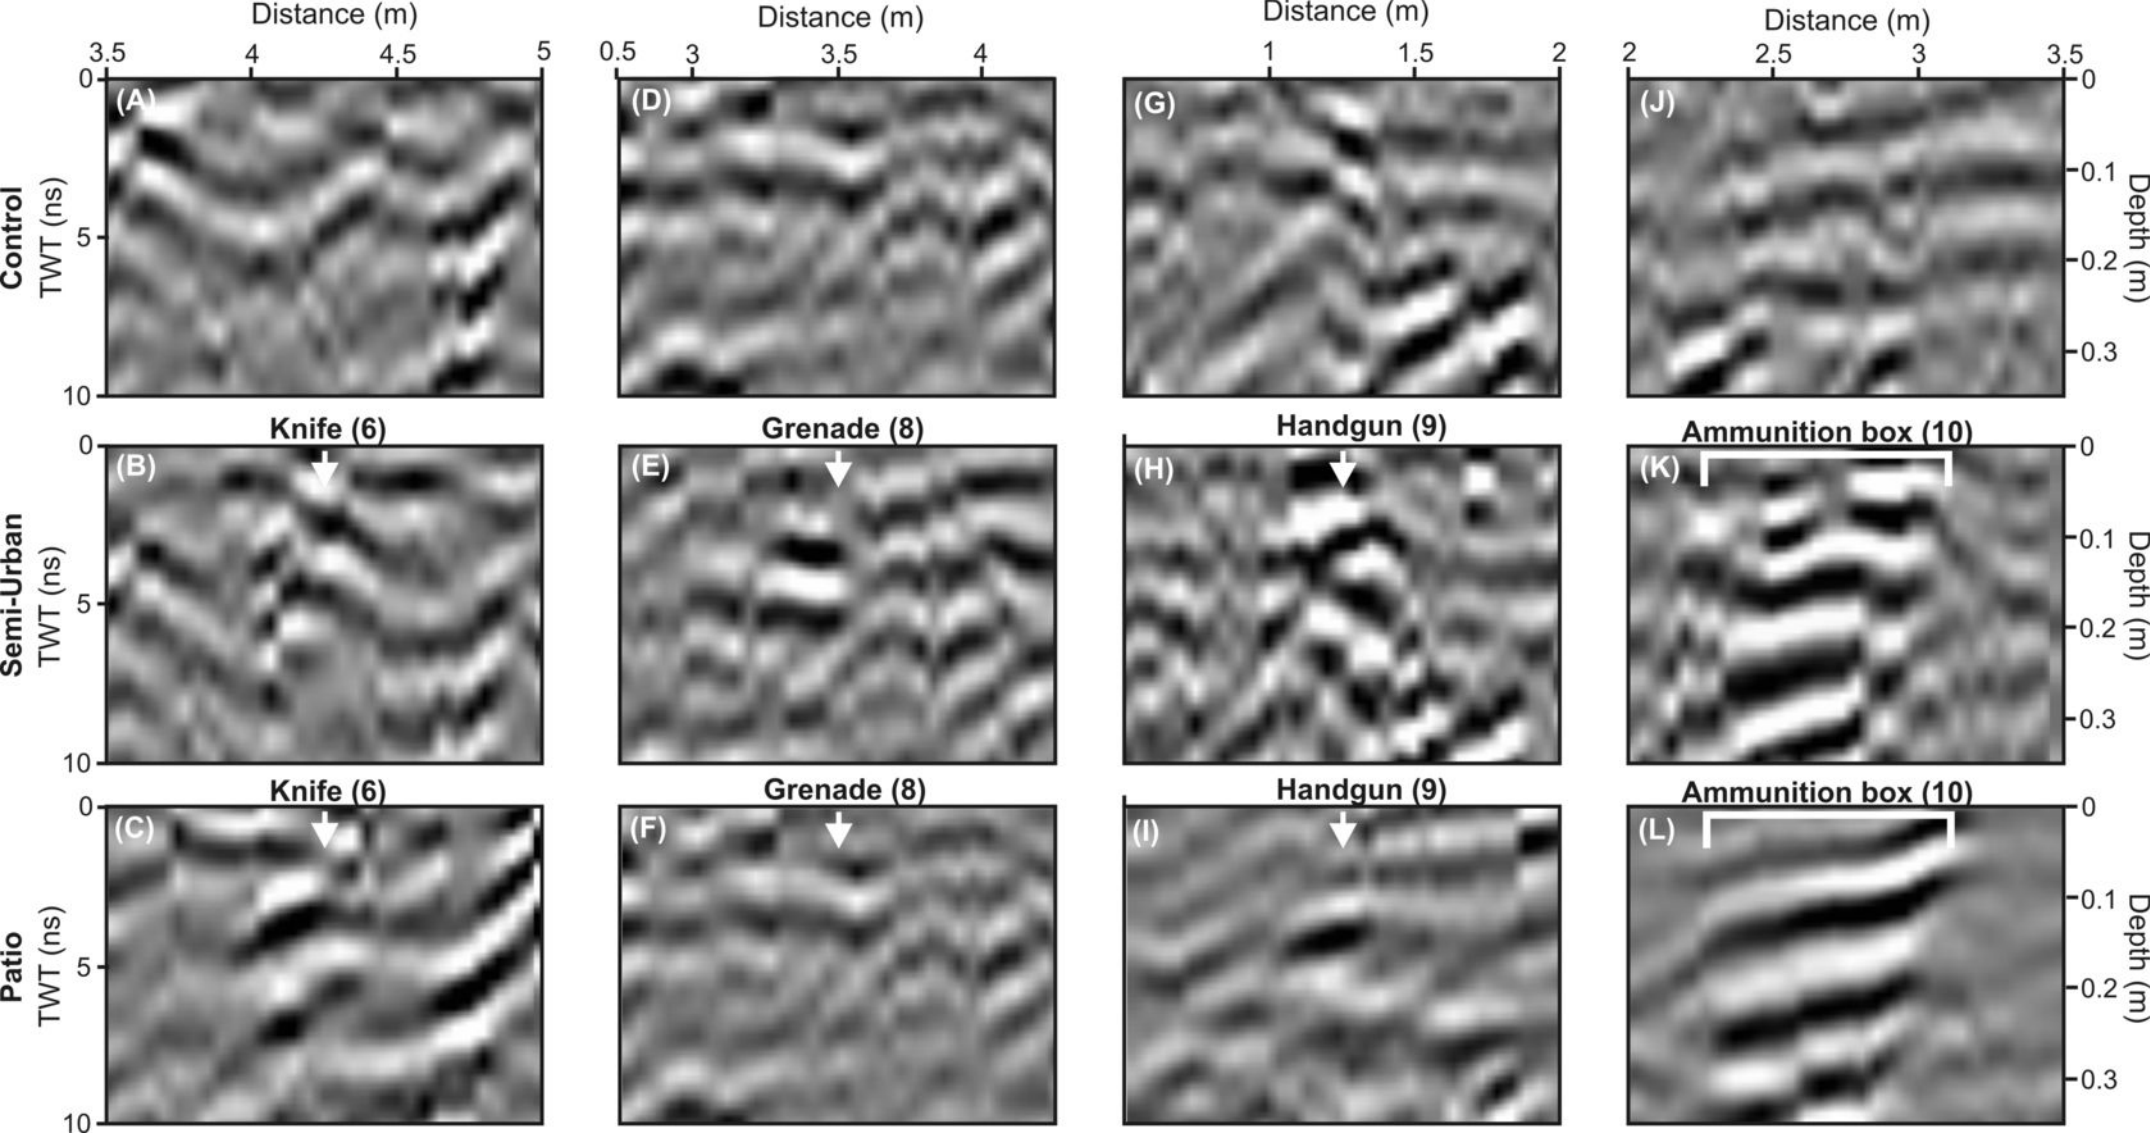 Distance (m) Distance (m) Distance (m) Distance (m)
3.5 4 4.5 5 0.5 3 3.5 4 1 1.5 2 2 2.5 3 3.5
Control
TWT (ns)
0
5
10
(A) (D) (G) (J)
0
0.1
0.2
0.3
Depth (m)
Knife (6) Grenade (8) Handgun (9) Ammunition box (10)
Semi-Urban
TWT (ns)
0
5
10
(B) (E) (H) (K)
0
0.1
0.2
0.3
Depth (m)
Knife (6) Grenade (8) Handgun (9) Ammunition box (10)
Patio
TWT (ns)
0
5
10
(C) (F) (I) (L)
0
0.1
0.2
0.3
Depth (m)